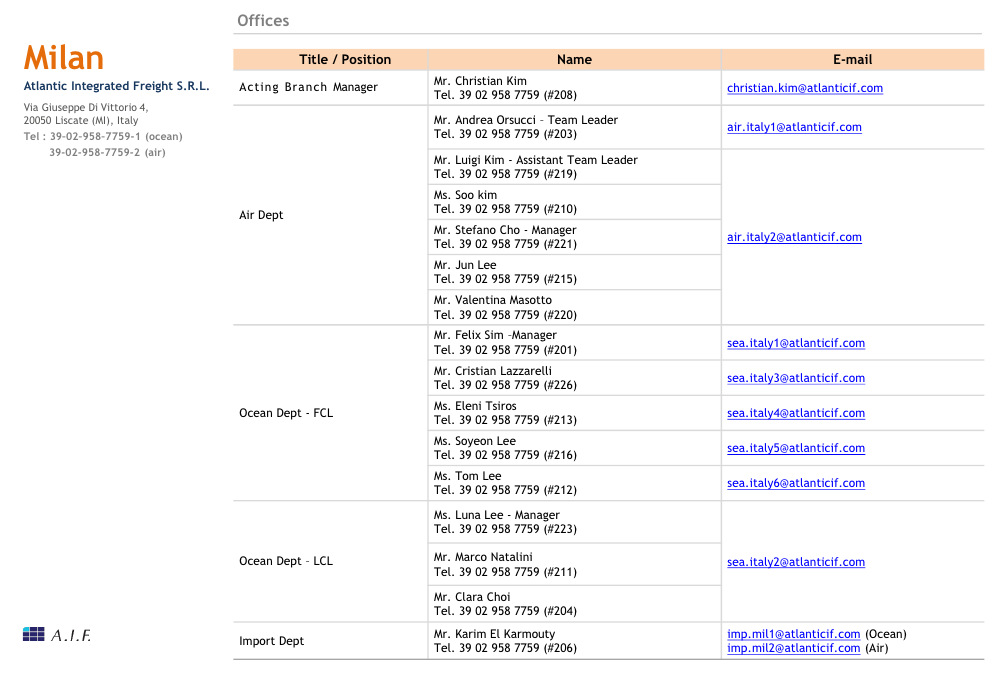 Offices
Milan
Atlantic Integrated Freight S.R.L.
Via Giuseppe Di Vittorio 4,
20050 Liscate (MI), Italy
Tel : 39-02-958-7759-1 (ocean)
39-02-958-7759-2 (air)
Title / Position Name E-mail
Acting Branch Manager
Mr. Christian Kim
Tel. 39 02 958 7759 (#208)
christian.kim@atlanticif.com
Air Dept
Mr. Andrea Orsucci – Team Leader
Tel. 39 02 958 7759 (#203)
air.italy1@atlanticif.com
Mr. Luigi Kim - Assistant Team Leader
Tel. 39 02 958 7759 (#219)
Ms. Soo kim
Tel. 39 02 958 7759 (#210)
Mr. Stefano Cho - Manager
Tel. 39 02 958 7759 (#221)
Mr. Jun Lee
Tel. 39 02 958 7759 (#215)
Mr. Valentina Masotto
Tel. 39 02 958 7759 (#220)
air.italy2@atlanticif.com
Ocean Dept - FCL
Mr. Felix Sim –Manager
Tel. 39 02 958 7759 (#201)
sea.italy1@atlanticif.com
Mr. Cristian Lazzarelli
Tel. 39 02 958 7759 (#226)
sea.italy3@atlanticif.com
Ms. Eleni Tsiros
Tel. 39 02 958 7759 (#213)
sea.italy4@atlanticif.com
Ms. Soyeon Lee
Tel. 39 02 958 7759 (#216)
sea.italy5@atlanticif.com
Ms. Tom Lee
Tel. 39 02 958 7759 (#212)
sea.italy6@atlanticif.com
Ocean Dept – LCL
Ms. Luna Lee - Manager
Tel. 39 02 958 7759 (#223)
Mr. Marco Natalini
Tel. 39 02 958 7759 (#211)
Mr. Clara Choi
Tel. 39 02 958 7759 (#204)
sea.italy2@atlanticif.com
Import Dept
Mr. Karim El Karmouty
Tel. 39 02 958 7759 (#206)
imp.mil1@atlanticif.com (Ocean)
imp.mil2@atlanticif.com (Air)
A.I.F.